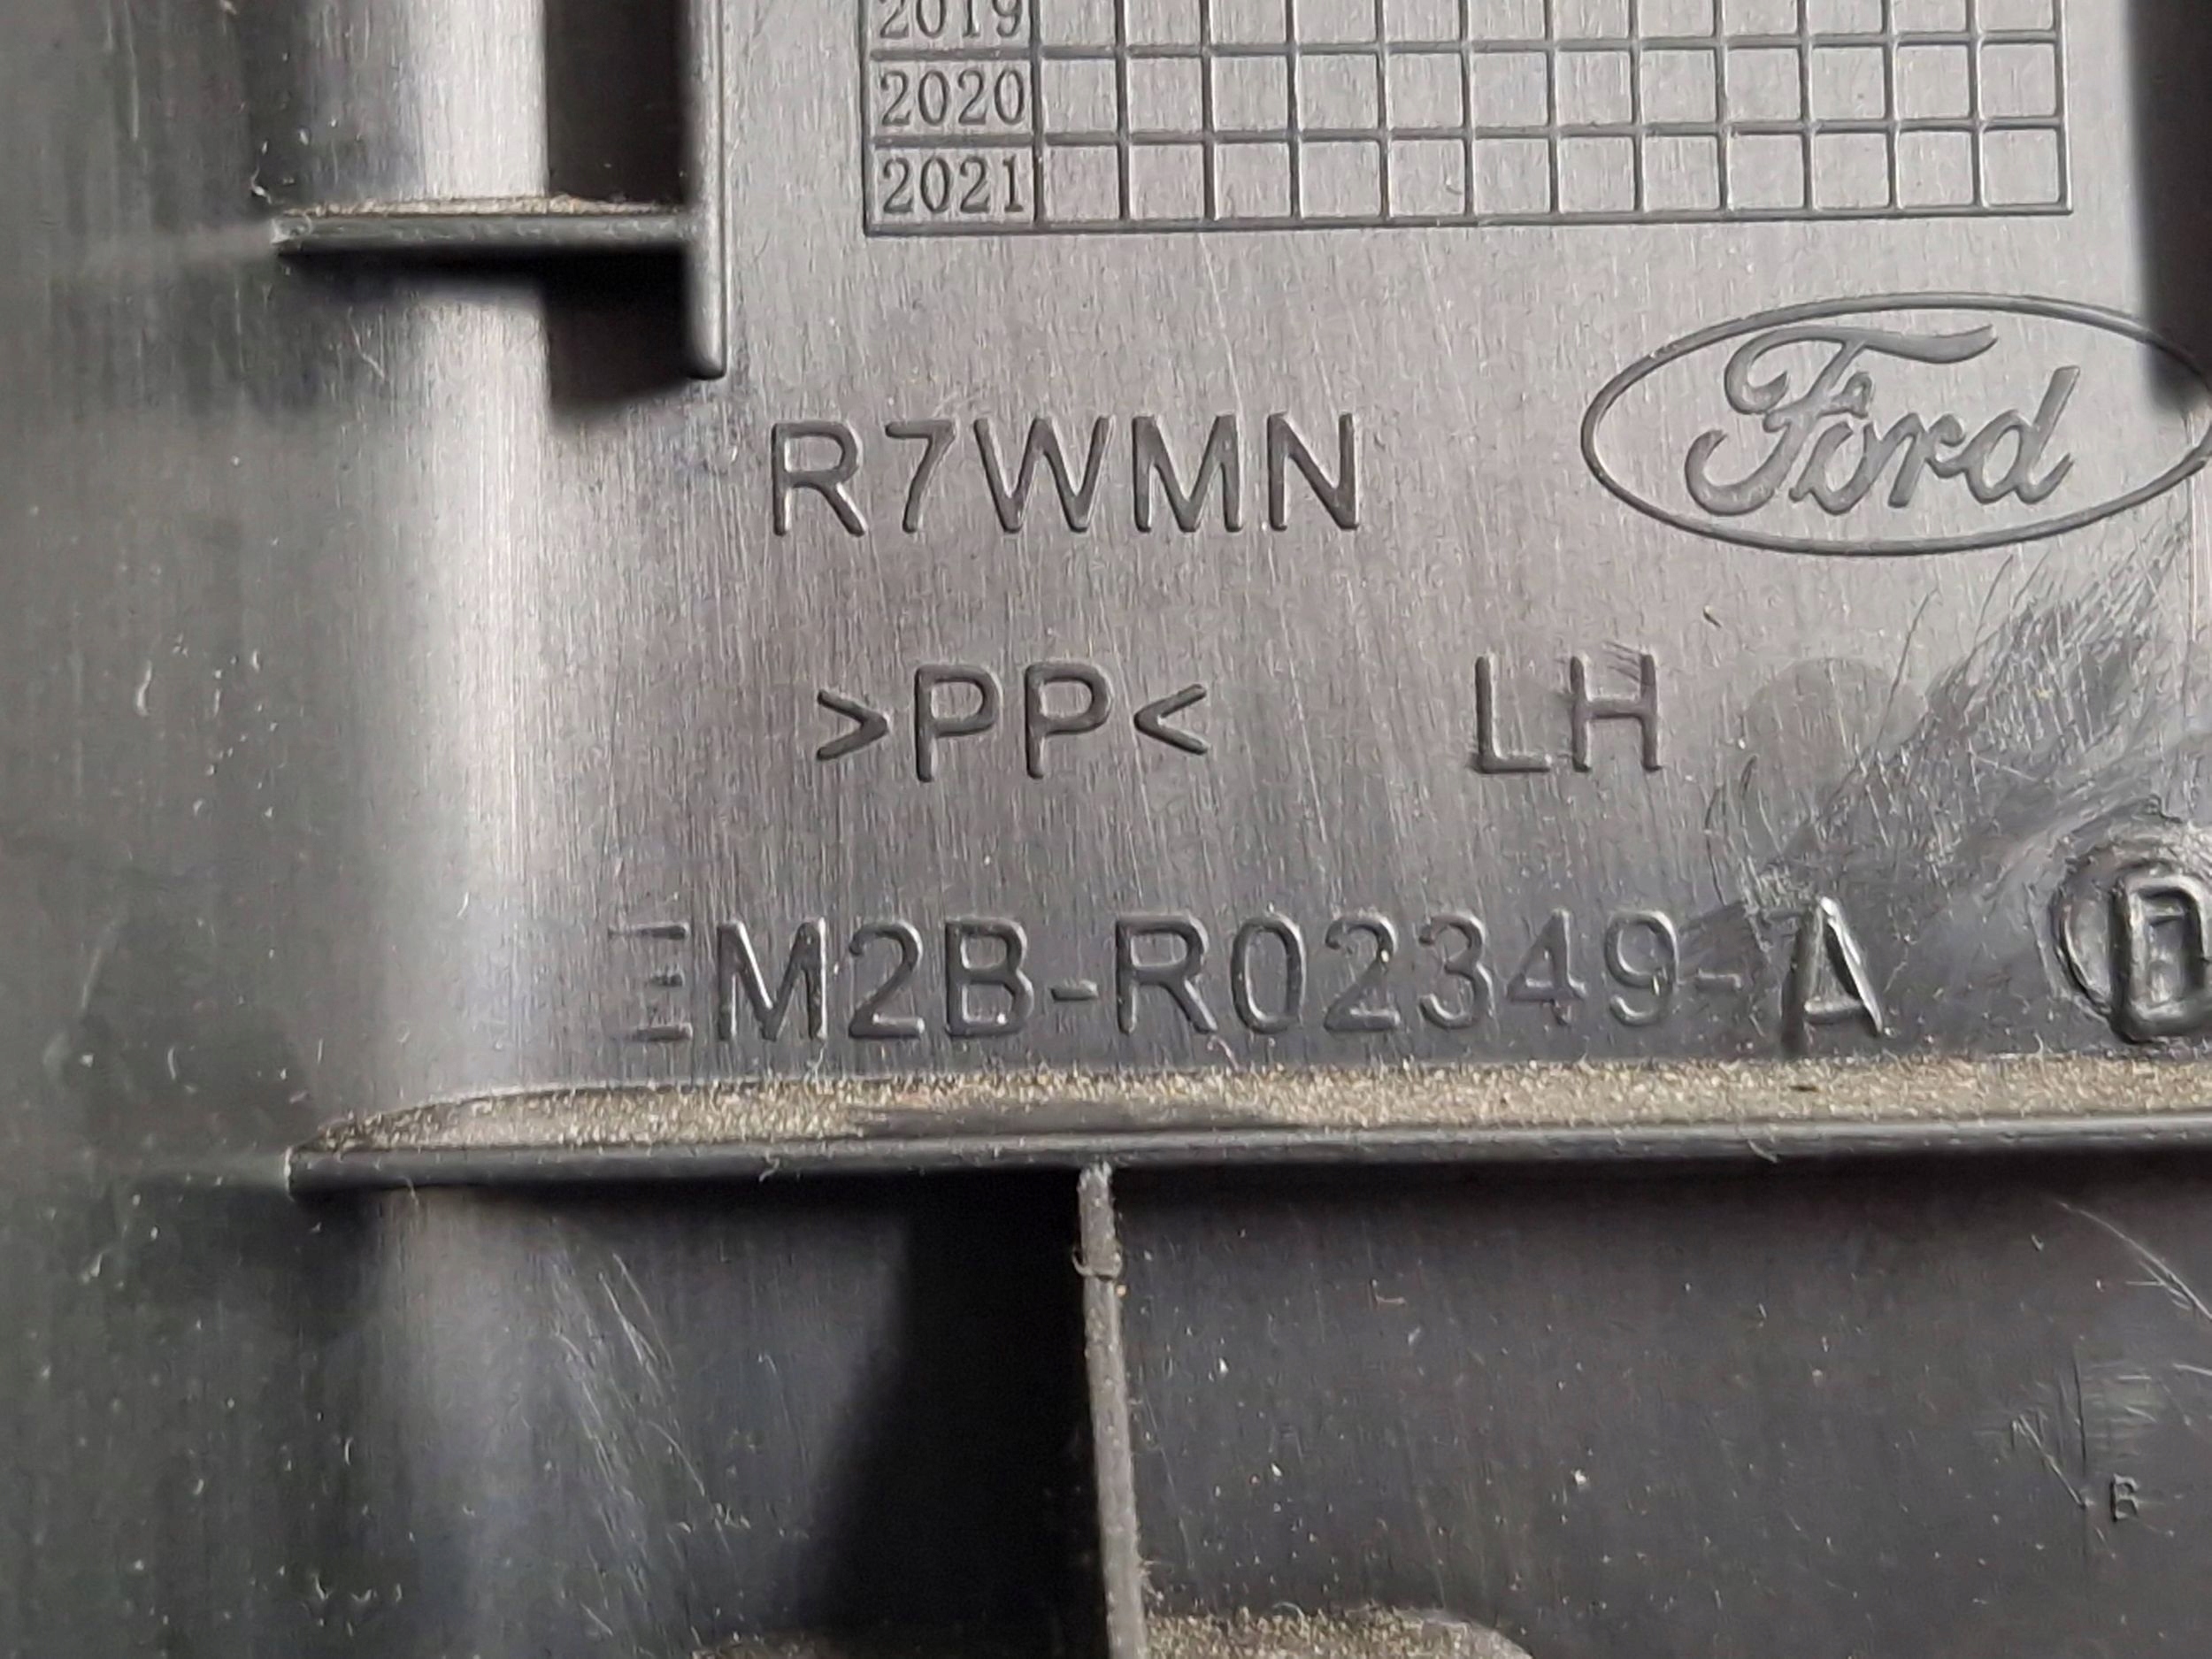 2019
2020
2021
R7WMN
Ford
>PP< LH
EM2B-R02349-A
B